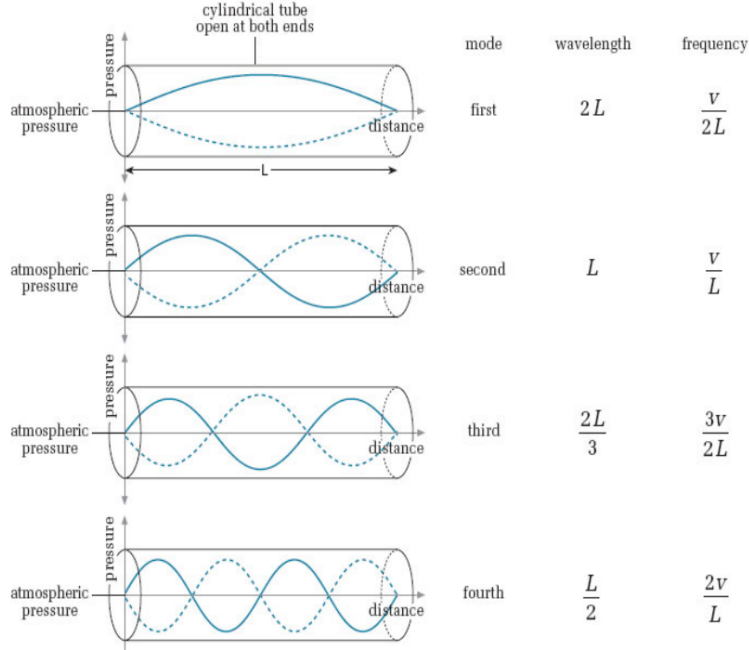 cylindrical tube
open at both ends
mode wavelength frequency
pressure
atmospheric
pressure
distance
first 2L v/2L
L
pressure
atmospheric
pressure
distance
second L v/L
pressure
atmospheric
pressure
distance
third 2L/3 3v/2L
pressure
atmospheric
pressure
distance
fourth L/2 2v/L